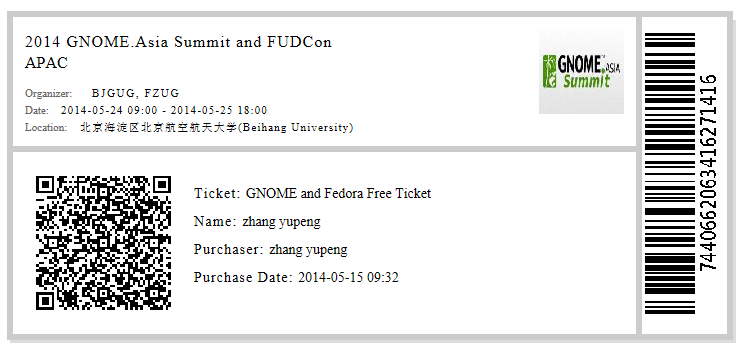 2014 GNOME.Asia Summit and FUDCon
APAC
Organizer: BJGUG, FZUG
Date: 2014-05-24 09:00 - 2014-05-25 18:00
Location: 北京海淀区北京航空航天大学(Beihang University)
GNOME.ASIA
Summit
Ticket: GNOME and Fedora Free Ticket
Name: zhang yupeng
Purchaser: zhang yupeng
Purchase Date: 2014-05-15 09:32
7440662063416271416